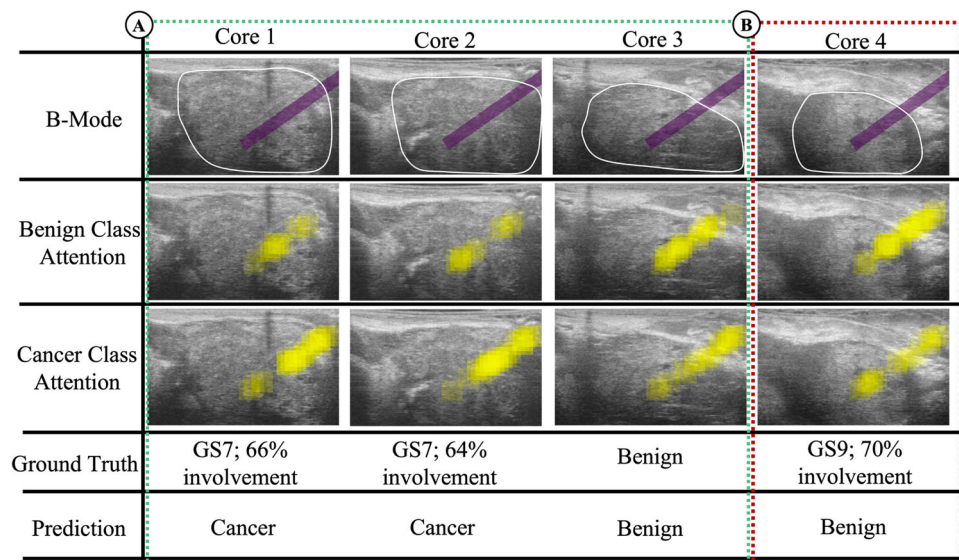 A
B
Core 1 Core 2 Core 3 Core 4
B-Mode
Benign Class
Attention
Cancer Class
Attention
Ground Truth
GS7; 66%
involvement
GS7; 64%
involvement
Benign
GS9; 70%
involvement
Prediction Cancer Cancer Benign Benign